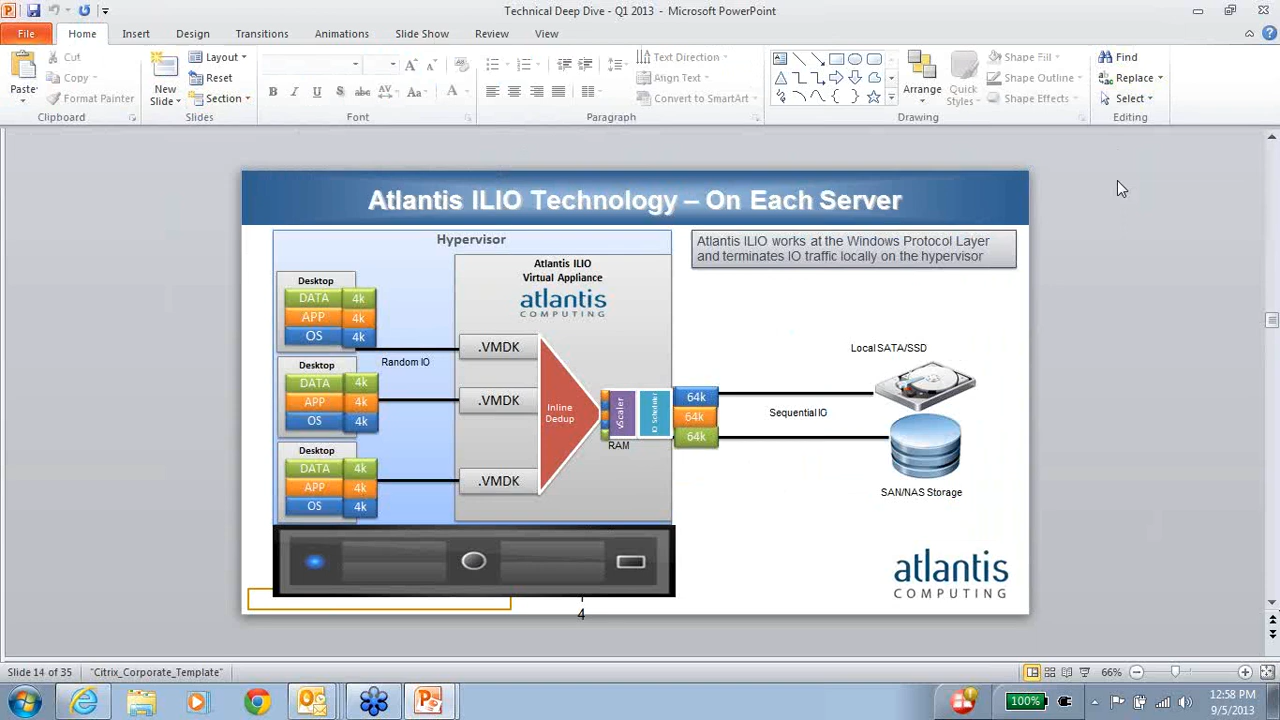 Technical Deep Dive - Q1 2013 - Microsoft PowerPoint
File Home Insert Design Transitions Animations Slide Show Review View
Paste
Cut
Copy
Format Painter
Clipboard
New Slide
Layout
Reset
Section
Slides
Font
Paragraph
Text Direction
Align Text
Convert to SmartArt
Arrange
Quick Styles
Shape Fill
Shape Outline
Shape Effects
Drawing
Find
Replace
Select
Editing
Atlantis ILIO Technology – On Each Server
Hypervisor
Atlantis ILIO works at the Windows Protocol Layer
and terminates IO traffic locally on the hypervisor
Desktop
DATA 4k
APP 4k
OS 4k
Desktop
DATA 4k
APP 4k
OS 4k
Desktop
DATA 4k
APP 4k
OS 4k
Random IO
Atlantis ILIO
Virtual Appliance
atlantis
COMPUTING
.VMDK
.VMDK
.VMDK
Inline
Dedup
vScaler
IO Scheduler
RAM
64k
64k
64k
Sequential IO
Local SATA/SSD
SAN/NAS Storage
atlantis
COMPUTING
4
Slide 14 of 35 "Citrix_Corporate_Template" 66%
100%
12:58 PM
9/5/2013